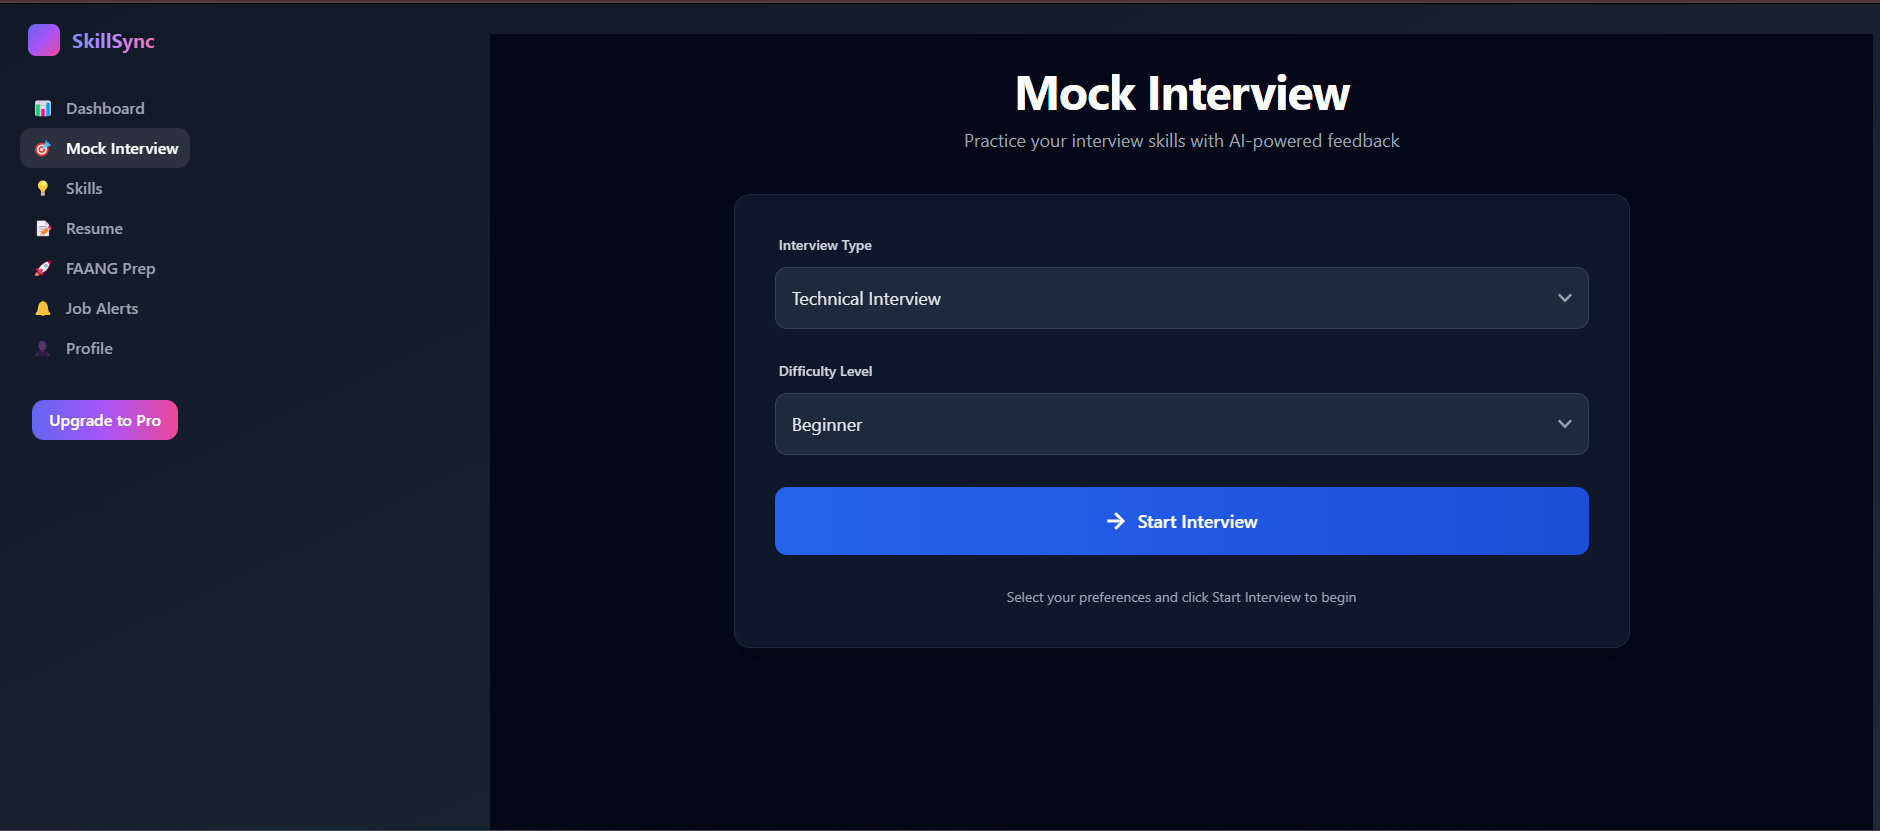 SkillSync
Dashboard
Mock Interview
Skills
Resume
FAANG Prep
Job Alerts
Profile
Upgrade to Pro
Mock Interview
Practice your interview skills with AI-powered feedback
Interview Type
Technical Interview
Difficulty Level
Beginner
Start Interview
Select your preferences and click Start Interview to begin